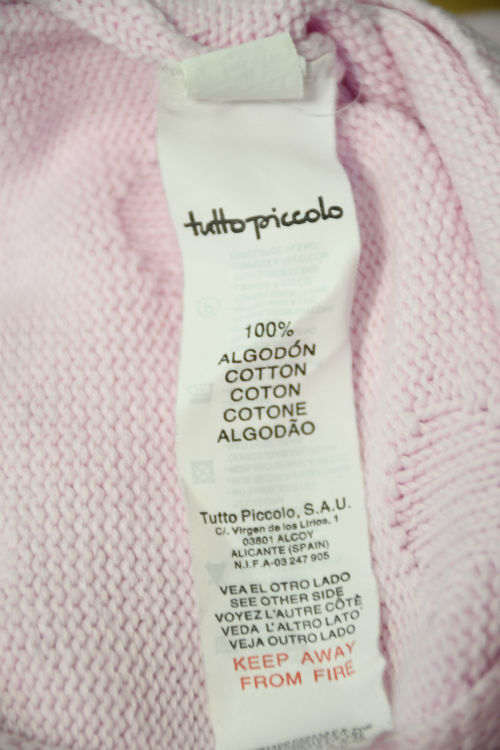 tutto piccolo
100%
ALGODÓN
COTTON
COTON
COTONE
ALGODÃO
Tutto Piccolo, S.A.U.
C/. Virgen de los Lirios, 1
03801 ALCOY
ALICANTE (SPAIN)
N.I.F.A-03 247 905
VEA EL OTRO LADO
SEE OTHER SIDE
VOYEZ L'AUTRE CÔTÈ
VEDA L'ALTRO LATO
VEJA OUTRO LADO
KEEP AWAY
FROM FIRE